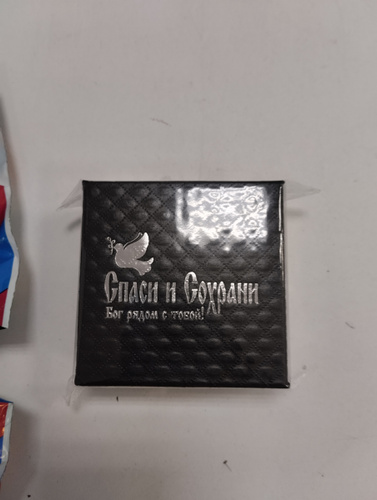 Спаси и Сохрани
Бог рядом с тобой!